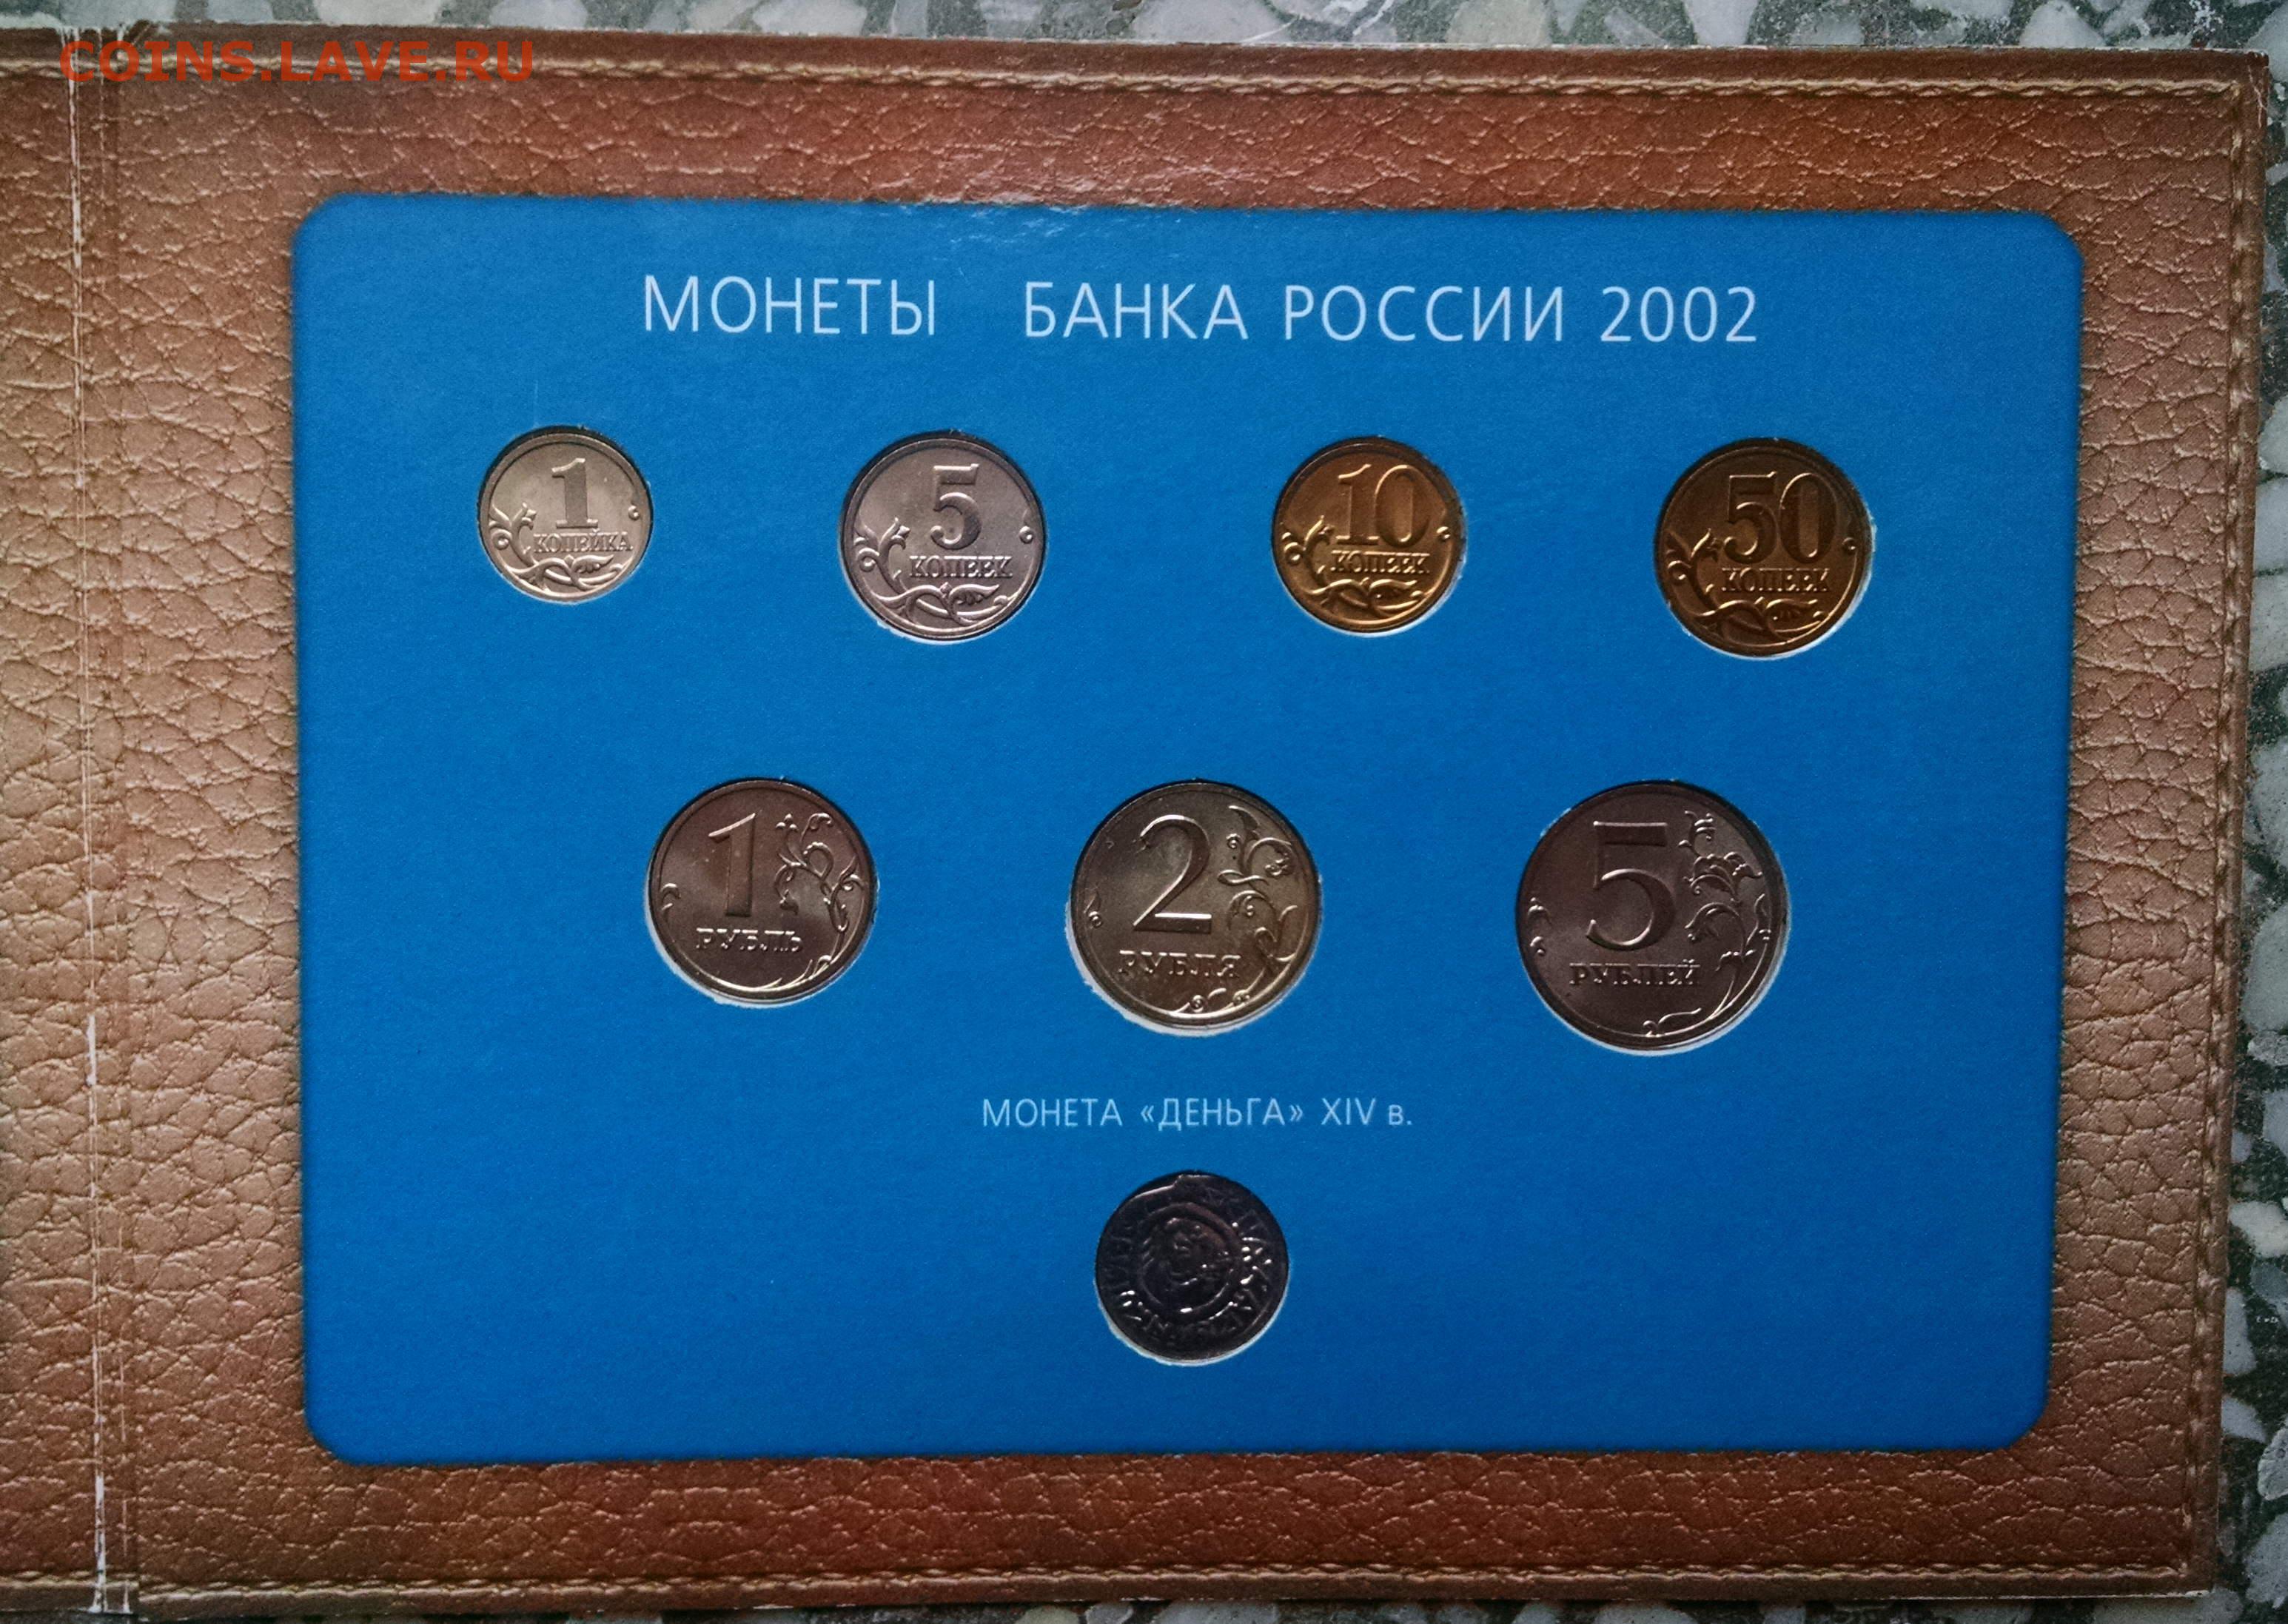 COINS.LAVE.RU
МОНЕТЫ БАНКА РОССИИ 2002
1
КОПЕЙКА
5
КОПЕЕК
10
КОПЕЕК
50
КОПЕЕК
1
РУБЛЬ
2
РУБЛЯ
5
РУБЛЕЙ
МОНЕТА «ДЕНЬГА» XIV в.